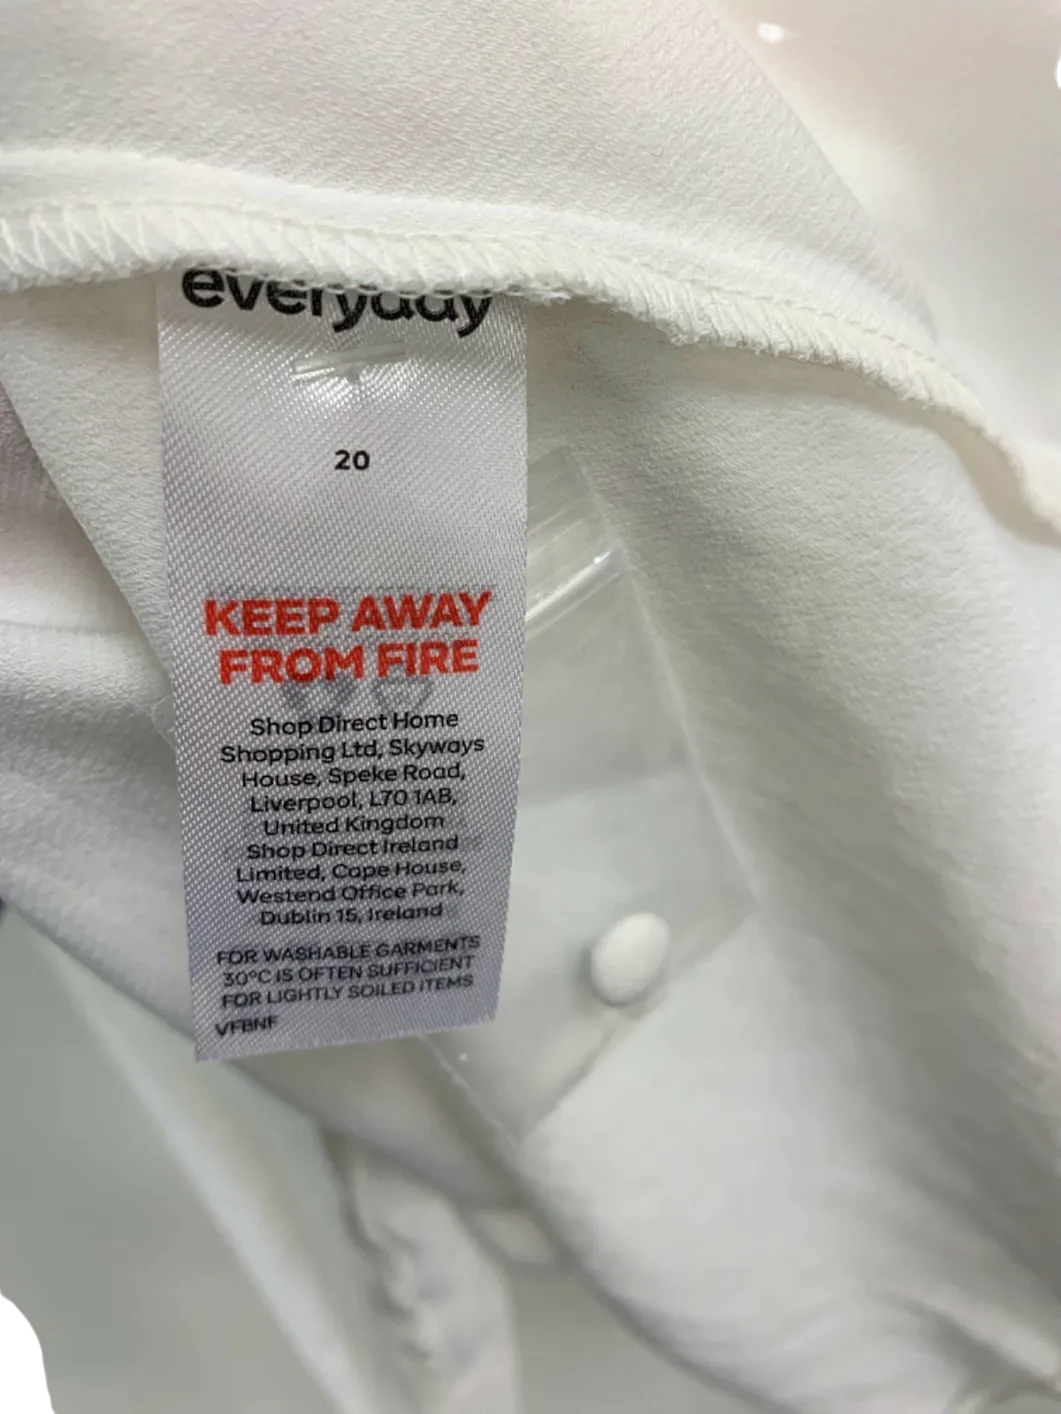 everyday
20
KEEP AWAY
FROM FIRE
Shop Direct Home
Shopping Ltd, Skyways
House, Speke Road,
Liverpool, L70 1AB,
United Kingdom
Shop Direct Ireland
Limited, Cape House,
Westend Office Park,
Dublin 15, Ireland
FOR WASHABLE GARMENTS
30°C IS OFTEN SUFFICIENT
FOR LIGHTLY SOILED ITEMS
VFBNF